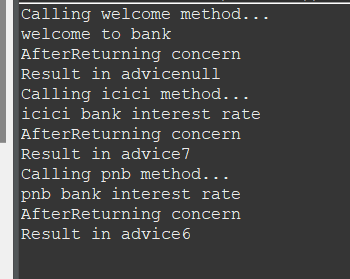 Calling welcome method...
welcome to bank
AfterReturning concern
Result in advicenull
Calling icici method...
icici bank interest rate
AfterReturning concern
Result in advice7
Calling pnb method...
pnb bank interest rate
AfterReturning concern
Result in advice6